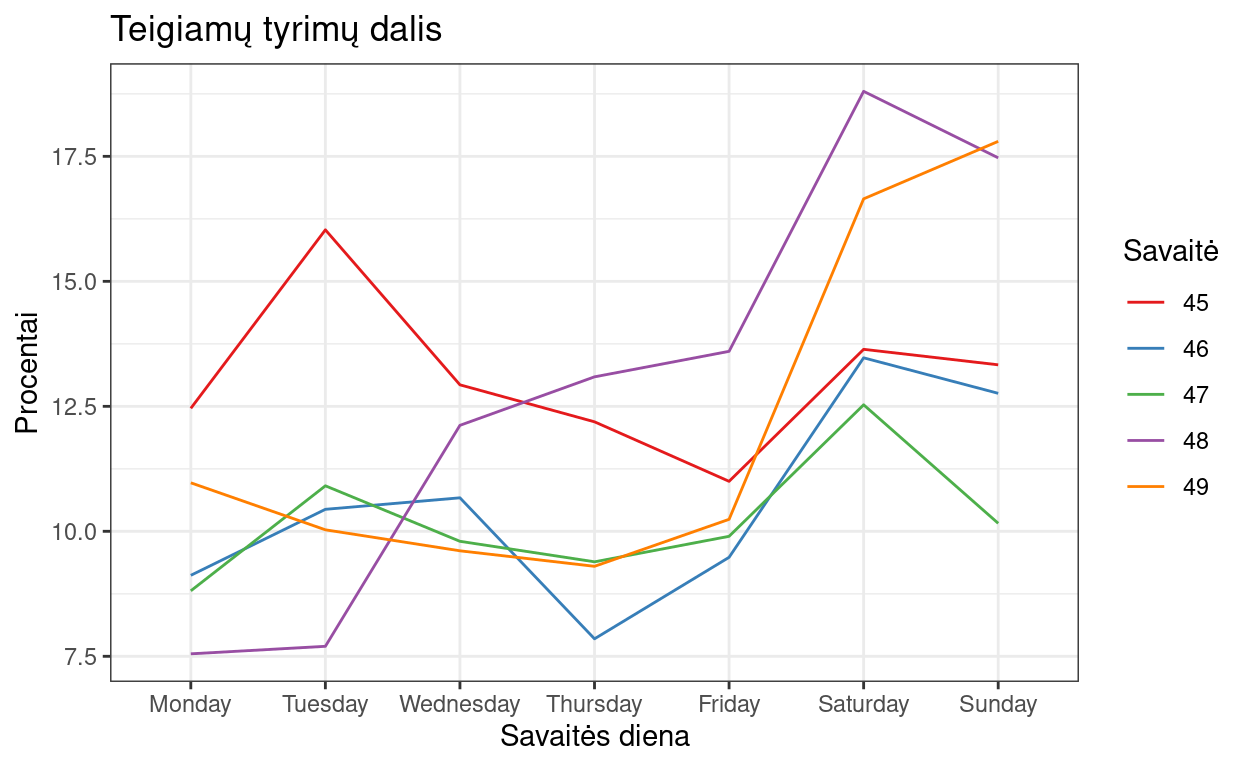 Teigiamų tyrimų dalis
Procentai
17.5
15.0
12.5
10.0
7.5
Monday Tuesday Wednesday Thursday Friday Saturday Sunday
Savaitės diena
Savaitė
45
46
47
48
49